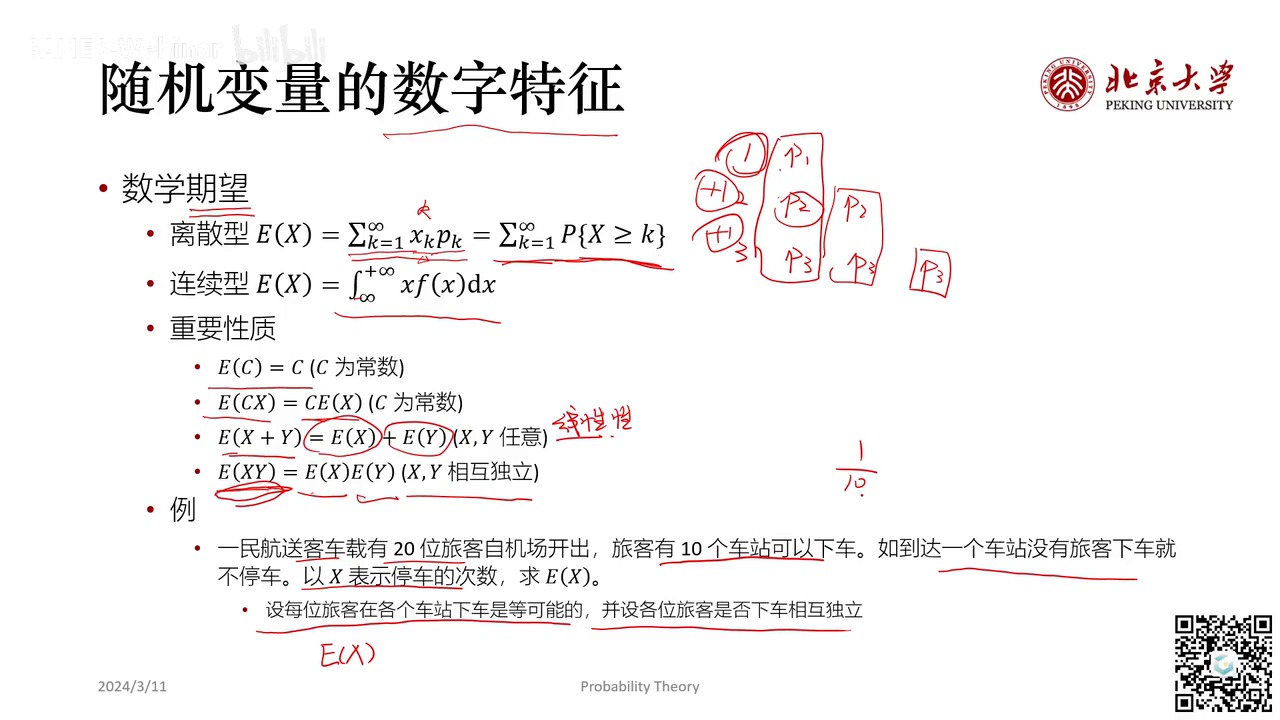 bilibili
随机变量的数字特征
北京大学
PEKING UNIVERSITY
• 数学期望
• 离散型 E(X) = ∑_{k=1}^{∞} x_k p_k = ∑_{k=1}^{∞} P{X ≥ k}
k
• 连续型 E(X) = ∫_{∞}^{+∞} xf(x)dx
1 p1
+1 2 p2 p2
+1 3 p3 p3 p3
• 重要性质
• E(C) = C (C 为常数)
• E(CX) = CE(X) (C 为常数)
• E(X + Y) = E(X) + E(Y) (X, Y 任意) 线性性
• E(XY) = E(X)E(Y) (X, Y 相互独立)
1/10
• 例
• 一民航送客车载有 20 位旅客自机场开出，旅客有 10 个车站可以下车。如到达一个车站没有旅客下车就
不停车。以 X 表示停车的次数，求 E(X)。
• 设每位旅客在各个车站下车是等可能的，并设各位旅客是否下车相互独立
E(X)
2024/3/11
Probability Theory